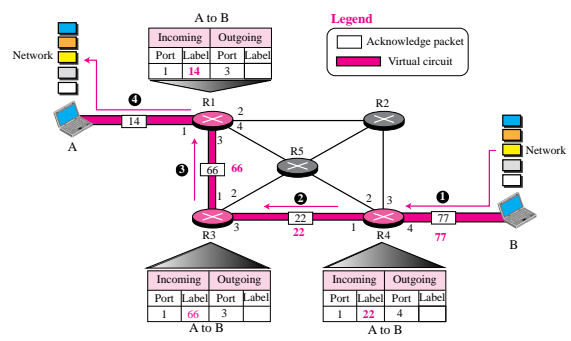 A to B
Legend
Incoming Outgoing
Port Label Port Label
1 14 3
Acknowledge packet
Virtual circuit
Network
4
R1
2
R2
14
1
4
A
3
R5
Network
3
66
66
1
1
2
2
2
3
22
77
R3
3
22
1
R4
4
77
B
Incoming Outgoing
Port Label Port Label
1 66 3
A to B
Incoming Outgoing
Port Label Port Label
1 22 4
A to B